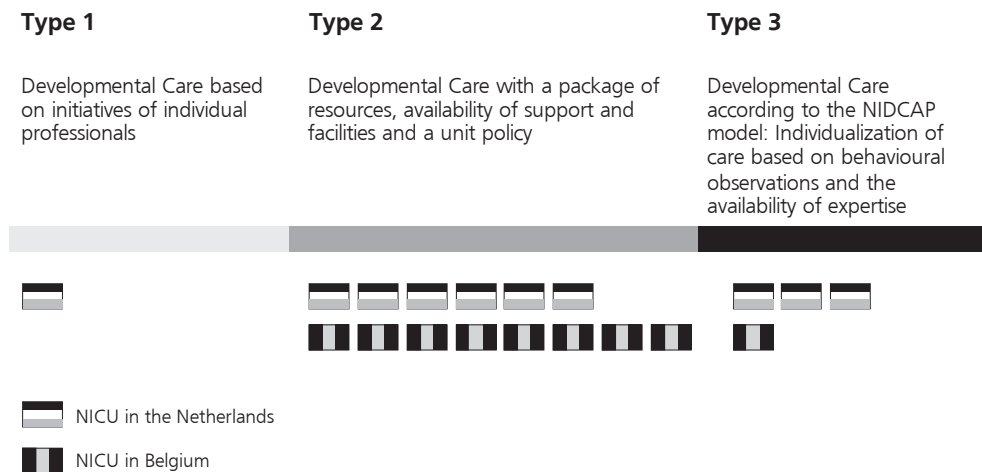 Type 1
Developmental Care based
on initiatives of individual
professionals
Type 2
Developmental Care with a package of
resources, availability of support and
facilities and a unit policy
Type 3
Developmental Care
according to the NIDCAP
model: Individualization of
care based on behavioural
observations and the
availability of expertise
NICU in the Netherlands
NICU in Belgium